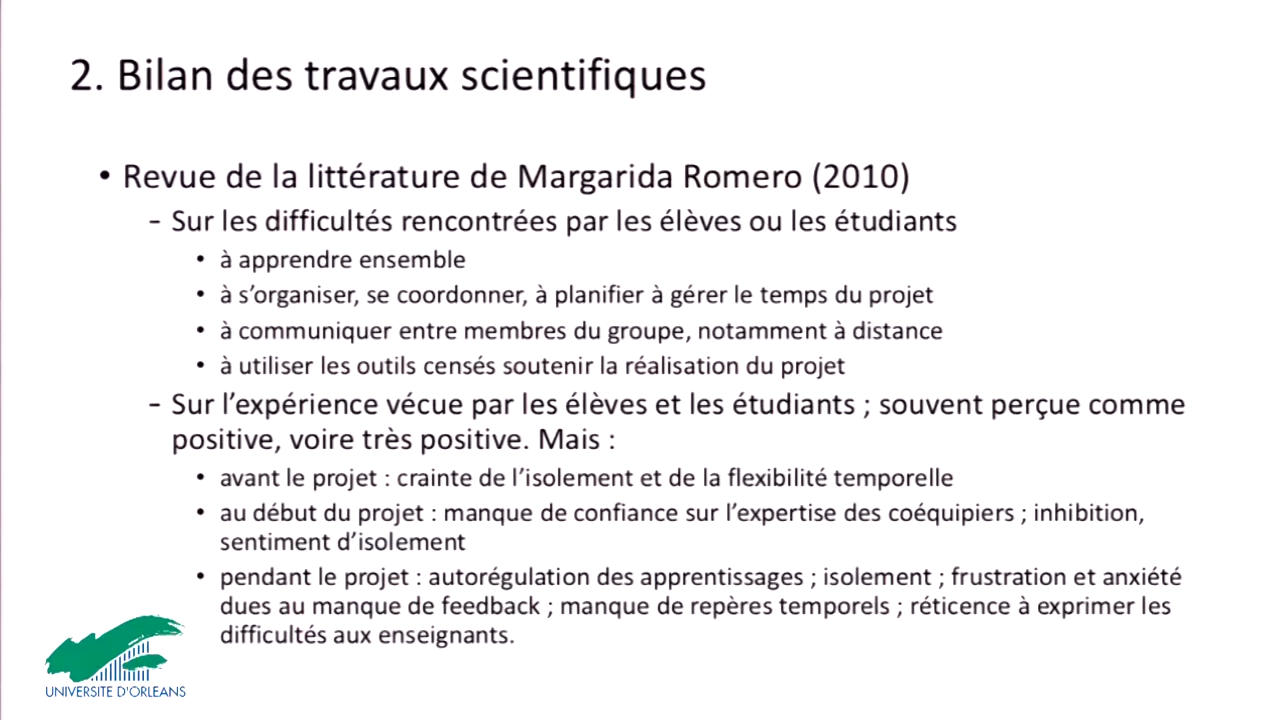 2. Bilan des travaux scientifiques
• Revue de la littérature de Margarida Romero (2010)
- Sur les difficultés rencontrées par les élèves ou les étudiants
• à apprendre ensemble
• à s’organiser, se coordonner, à planifier à gérer le temps du projet
• à communiquer entre membres du groupe, notamment à distance
• à utiliser les outils censés soutenir la réalisation du projet
- Sur l’expérience vécue par les élèves et les étudiants ; souvent perçue comme
positive, voire très positive. Mais :
• avant le projet : crainte de l’isolement et de la flexibilité temporelle
• au début du projet : manque de confiance sur l’expertise des coéquipiers ; inhibition,
sentiment d’isolement
• pendant le projet : autorégulation des apprentissages ; isolement ; frustration et anxiété
dues au manque de feedback ; manque de repères temporels ; réticence à exprimer les
difficultés aux enseignants.
UNIVERSITE D'ORLEANS